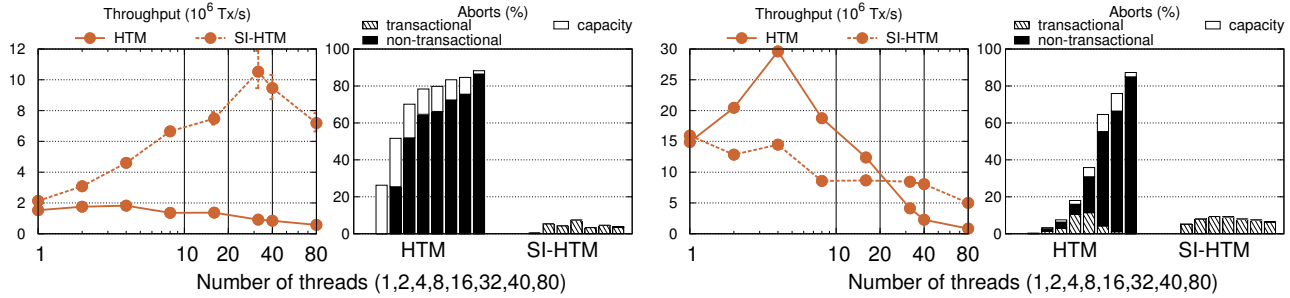 Throughput (10⁶ Tx/s)
HTM SI-HTM
12
10
8
6
4
2
0
1 10 20 40 80
Aborts (%)
transactional capacity
non-transactional
100
80
60
40
20
0
HTM SI-HTM
Number of threads (1,2,4,8,16,32,40,80)
Throughput (10⁶ Tx/s)
HTM SI-HTM
30
25
20
15
10
5
0
1 10 20 40 80
Aborts (%)
transactional capacity
non-transactional
100
80
60
40
20
0
HTM SI-HTM
Number of threads (1,2,4,8,16,32,40,80)